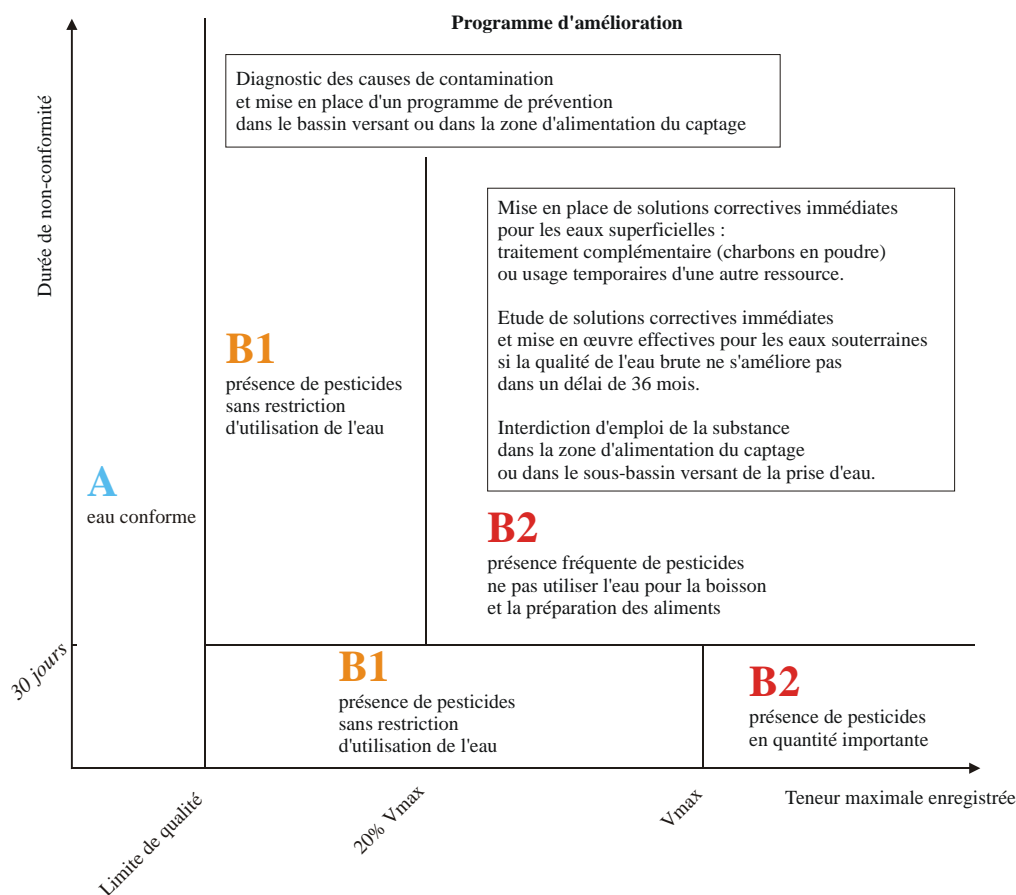 Programme d'amélioration
Durée de non-conformité
Diagnostic des causes de contamination
et mise en place d'un programme de prévention
dans le bassin versant ou dans la zone d'alimentation du captage
Mise en place de solutions correctives immédiates
pour les eaux superficielles :
traitement complémentaire (charbons en poudre)
ou usage temporaires d'une autre ressource.
Etude de solutions correctives immédiates
et mise en œuvre effectives pour les eaux souterraines
si la qualité de l'eau brute ne s'améliore pas
dans un délai de 36 mois.
Interdiction d'emploi de la substance
dans la zone d'alimentation du captage
ou dans le sous-bassin versant de la prise d'eau.
B1
présence de pesticides
sans restriction
d'utilisation de l'eau
A
eau conforme
B2
présence fréquente de pesticides
ne pas utiliser l'eau pour la boisson
et la préparation des aliments
30 jours
B1
présence de pesticides
sans restriction
d'utilisation de l'eau
B2
présence de pesticides
en quantité importante
Limite de qualité
20% Vmax
Vmax
Teneur maximale enregistrée